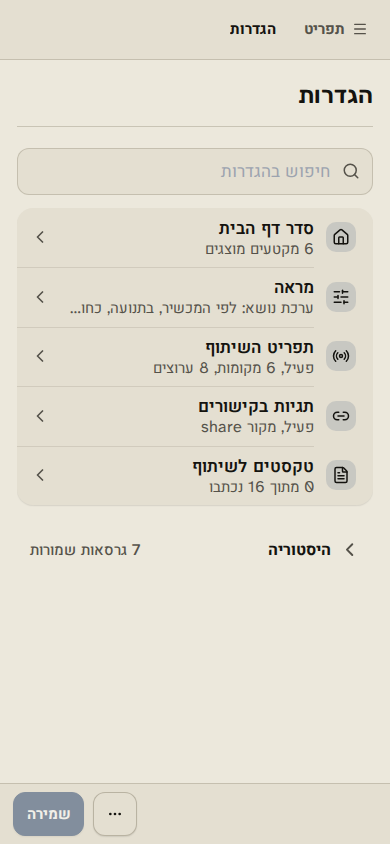 תפריט
הגדרות
הגדרות
חיפוש בהגדרות
סדר דף הבית
6 מקטעים מוצגים
מראה
ערכת נושא: לפי המכשיר, בתנועה, כחו...
תפריט השיתוף
פעיל, 6 מקומות, 8 ערוצים
תגיות בקישורים
פעיל, מקור share
טקסטים לשיתוף
0 מתוך 16 נכתבו
היסטוריה
7 גרסאות שמורות
...
שמירה